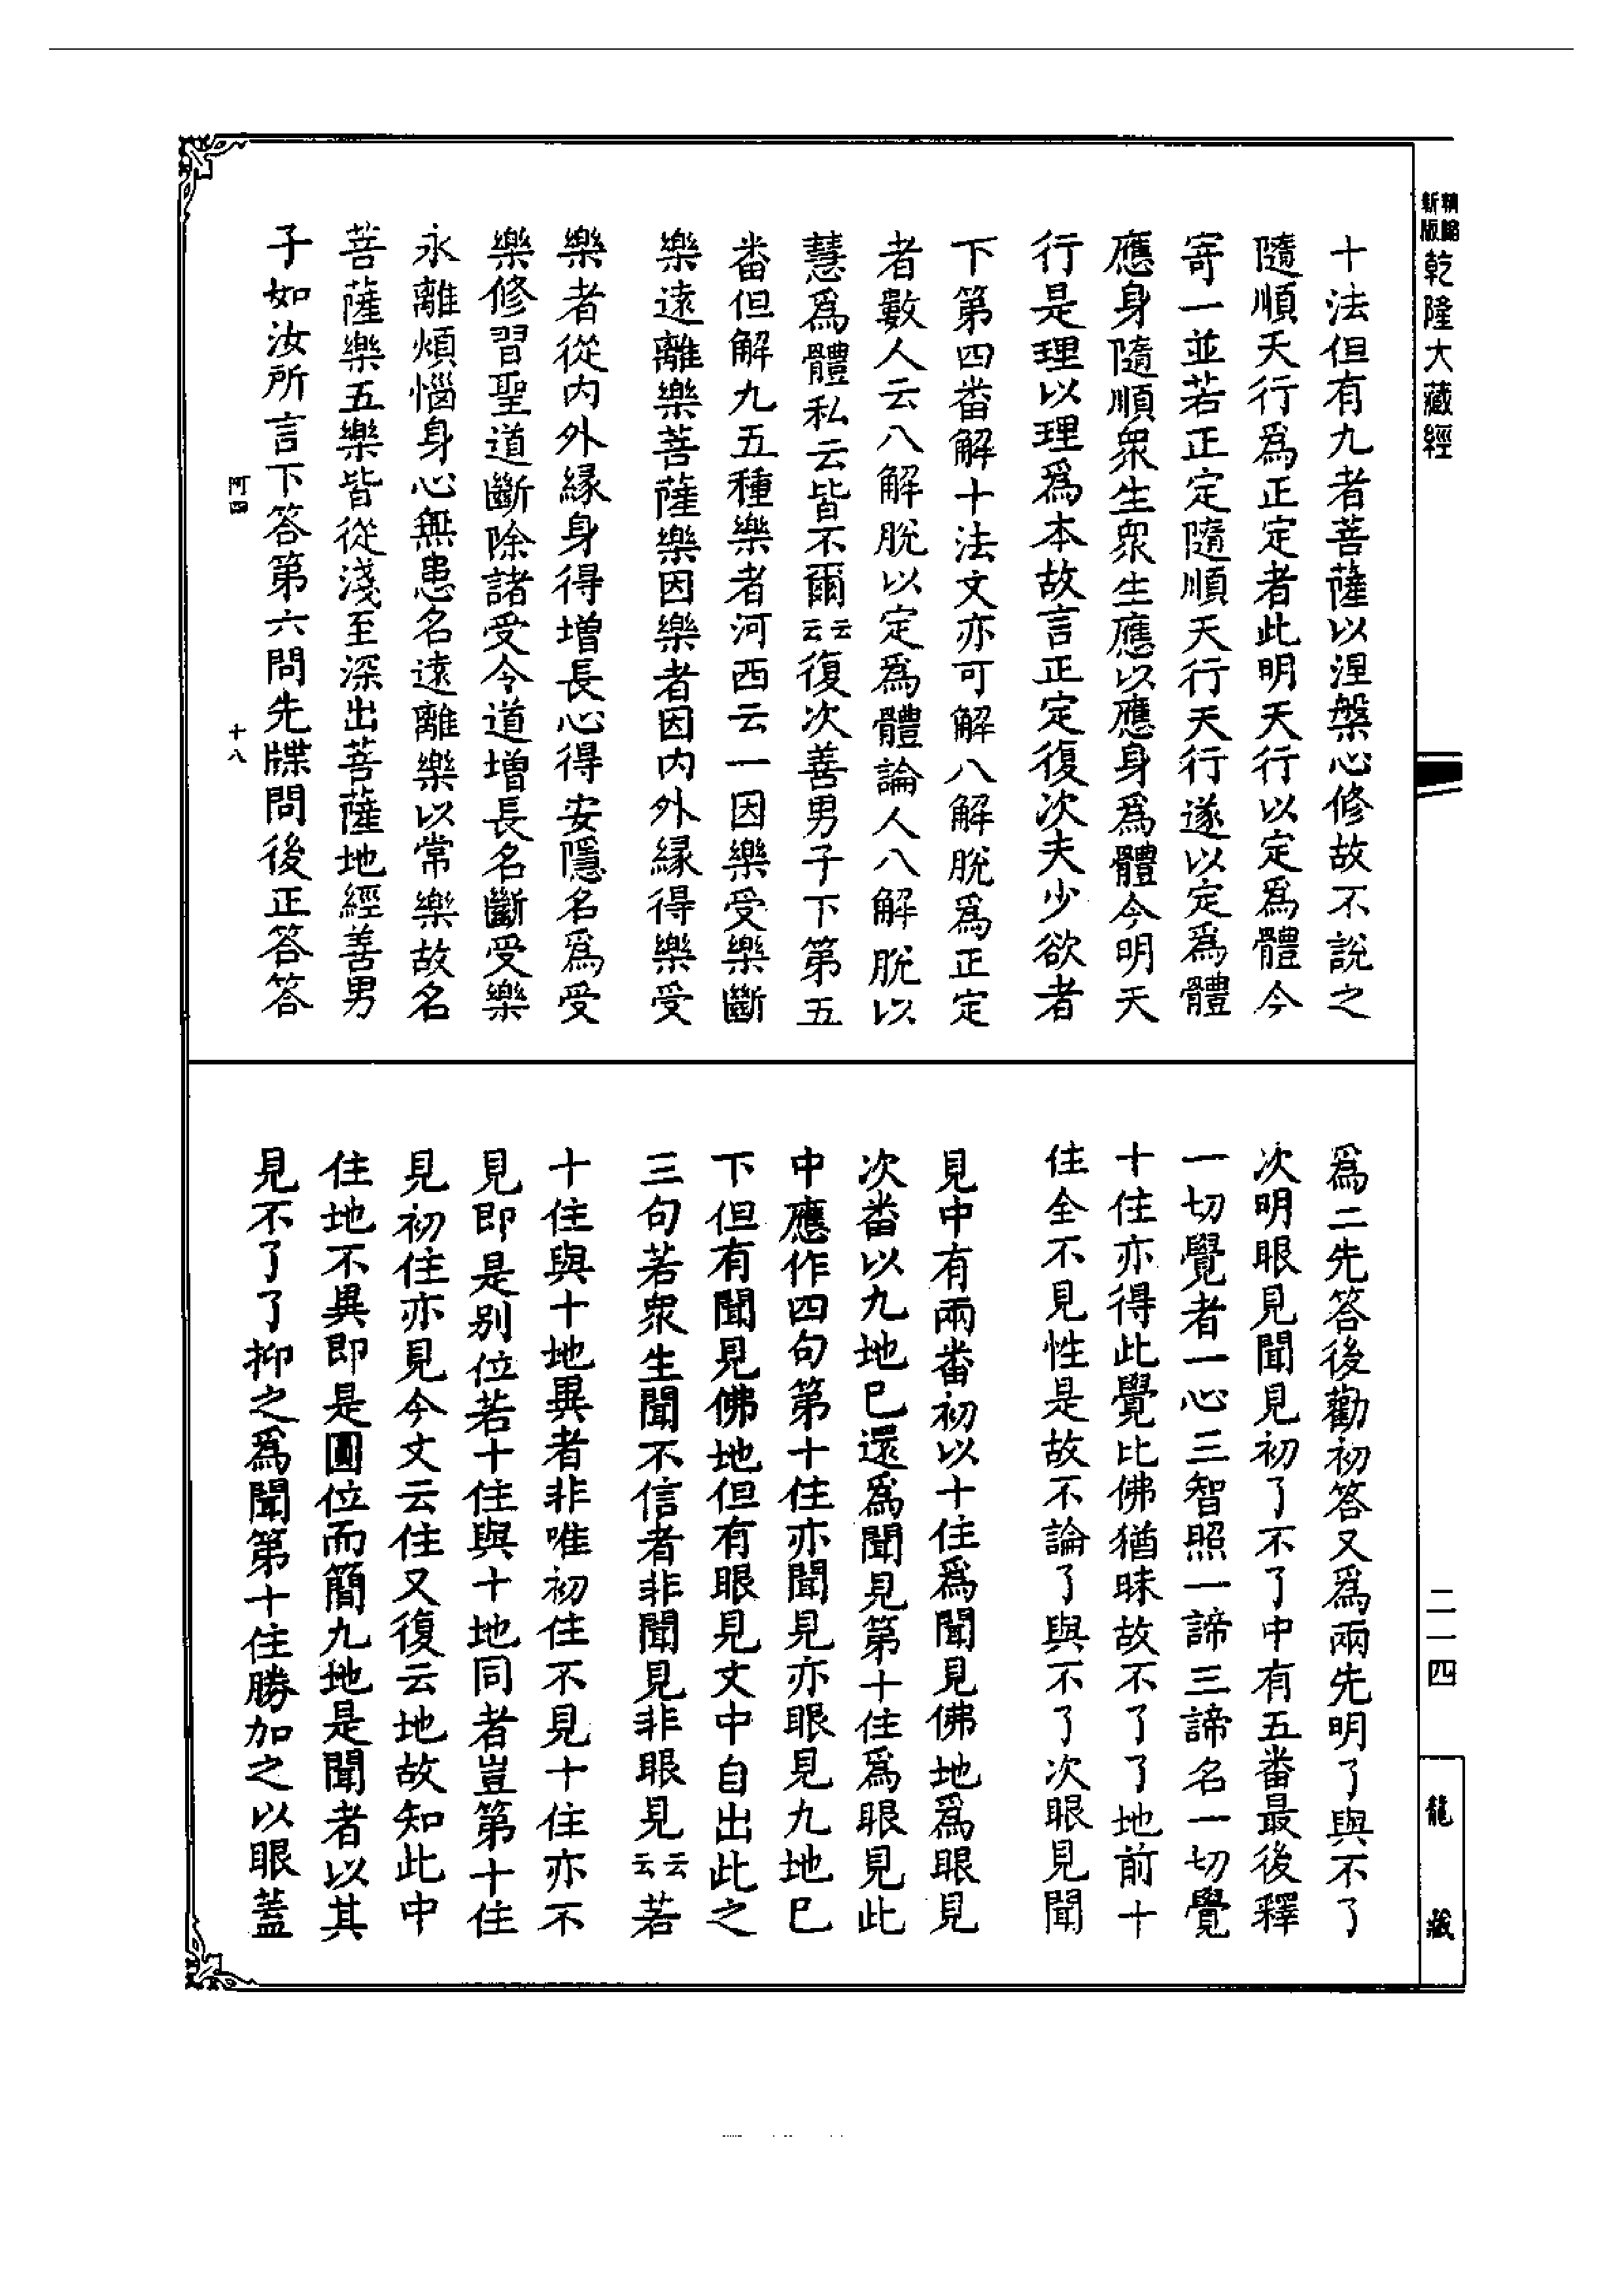 新版
乾隆大藏經
二一四
龍藏
十法但有九者菩薩以涅槃心修故不說之
隨順天行爲正定者此明天行以定爲體今
寄一並若正定隨順天行天行遂以定爲體
應身隨順衆生衆生應以應身爲體今明天
行是理以理爲本故言正定復次夫少欲者
下第四番解十法文亦可解八解脫爲正定
者數人云八解脫以定爲體論人八解脫以
慧爲體私云皆不爾云云復次善男子下第五
番但解九五種樂者河西云一因樂受樂斷
樂遠離樂菩薩樂因樂者因內外緣得樂受
樂者從內外緣身得增長心得安隱名爲受
樂修習聖道斷除諸受令道增長名斷受樂
永離煩惱身心無患名遠離樂以常樂故名
菩薩樂五樂皆從淺至深出菩薩地經善男
子如汝所言下答第六問先牒問後正答答
阿四
十八
爲二先答後勸初答又爲兩先明了與不了
次明眼見聞見初了不了中有五番最後釋
一切覺者一心三智照一諦三諦名一切覺
十住亦得此覺比佛猶昧故不了了地前十
住全不見性是故不論了與不了次眼見聞
見中有兩番初以十住爲聞見佛地爲眼見
次番以九地已還爲聞見第十住爲眼見此
中應作四句第十住亦聞見亦眼見九地已
下但有聞見佛地但有眼見文中自出此之
三句若衆生聞不信者非聞見非眼見云云若
十住與十地異者非唯初住不見十住亦不
見即是別位若十住與十地同者豈第十住
見初住亦見今文云住又復云地故知此中
住地不異即是圓位而簡九地是聞者以其
見不了了抑之爲聞第十住勝加之以眼蓋